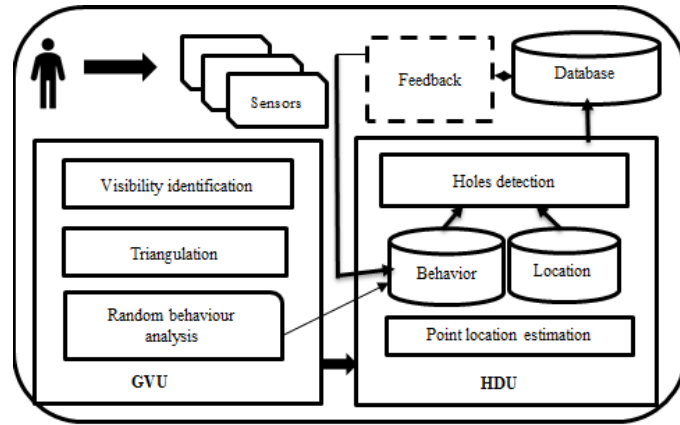 Sensors
Feedback
Database
Visibility identification
Triangulation
Random behaviour
analysis
GVU
Holes detection
Behavior
Location
Point location estimation
HDU